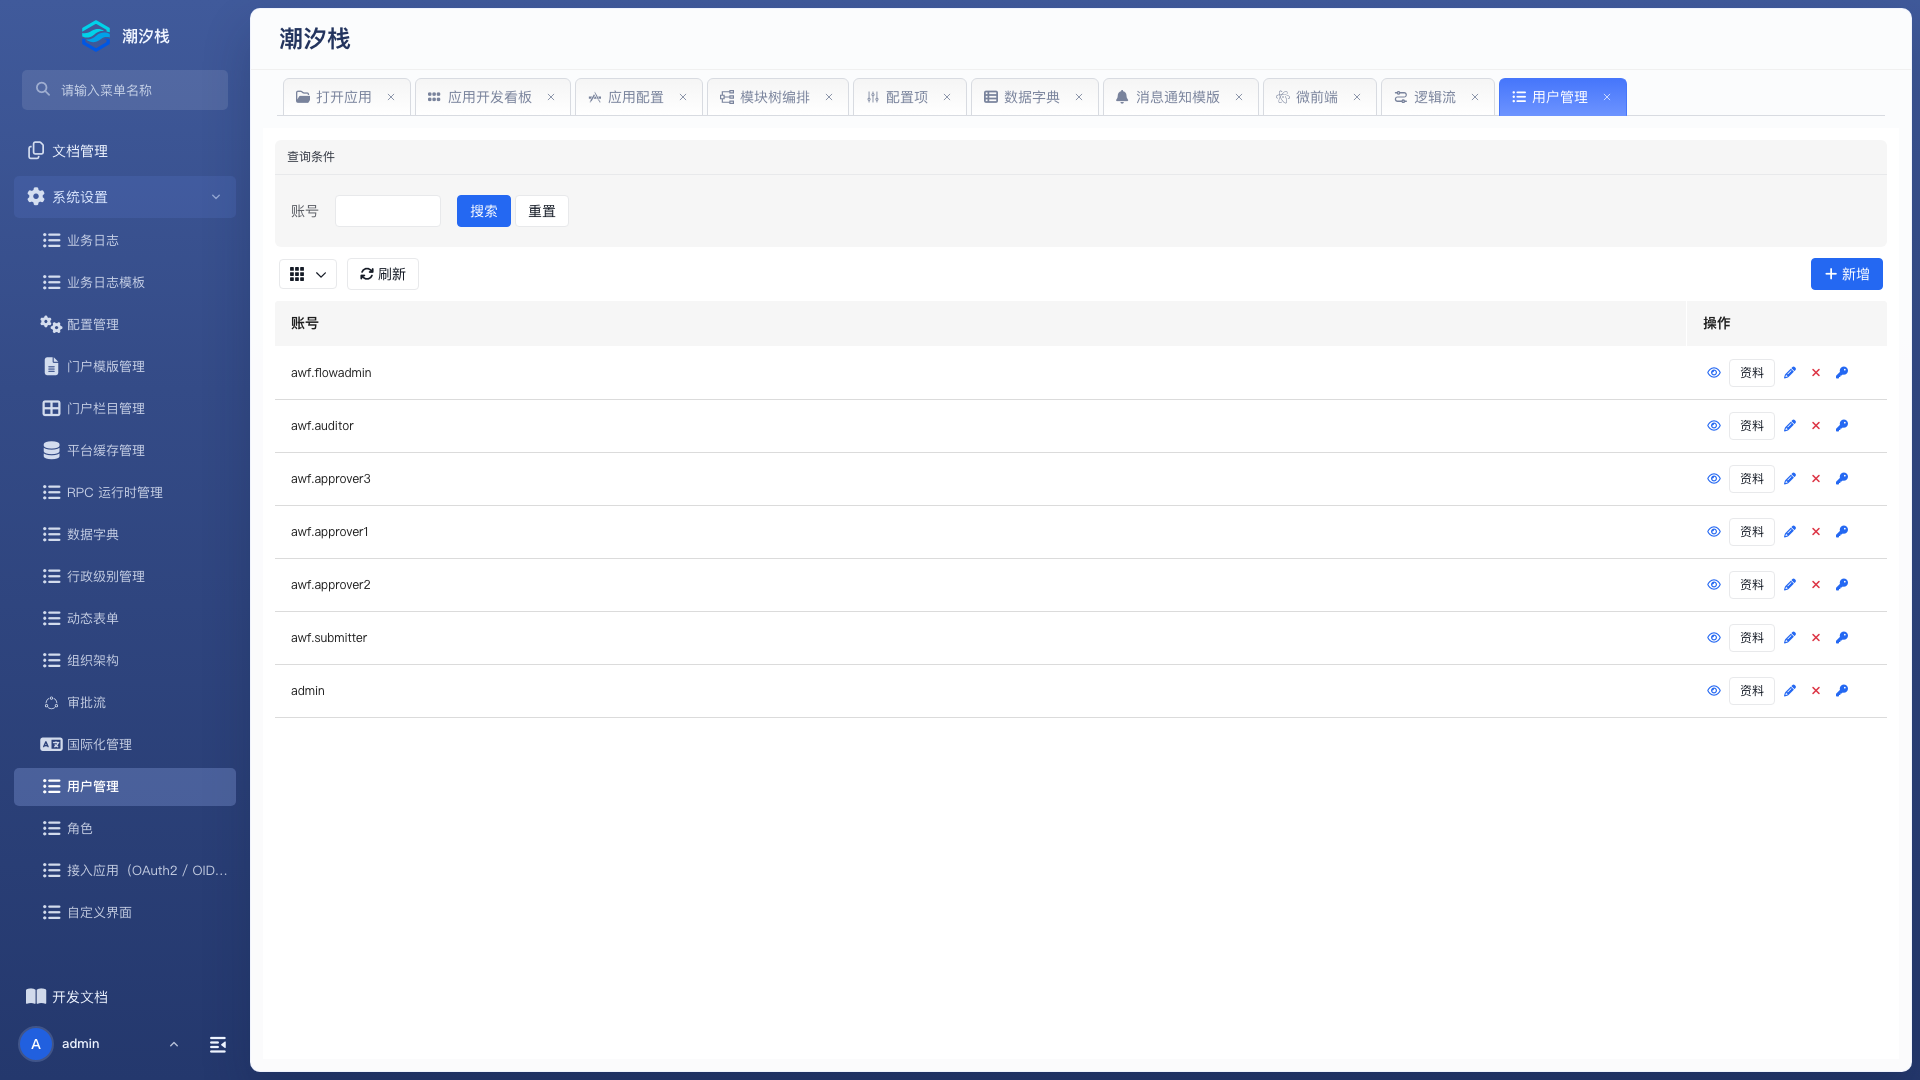 潮汐栈
请输入菜单名称
文档管理
系统设置
业务日志
业务日志模板
配置管理
门户模版管理
门户栏目管理
平台缓存管理
RPC 运行时管理
数据字典
行政级别管理
动态表单
组织架构
审批流
国际化管理
用户管理
角色
接入应用（OAuth2 / OID...
自定义界面
开发文档
A admin
潮汐栈
打开应用 应用开发看板 应用配置 模块树编排 配置项 数据字典 消息通知模版 微前端 逻辑流 用户管理
查询条件
账号 搜索 重置
刷新 新增
账号 操作
awf.flowadmin 资料
awf.auditor 资料
awf.approver3 资料
awf.approver1 资料
awf.approver2 资料
awf.submitter 资料
admin 资料